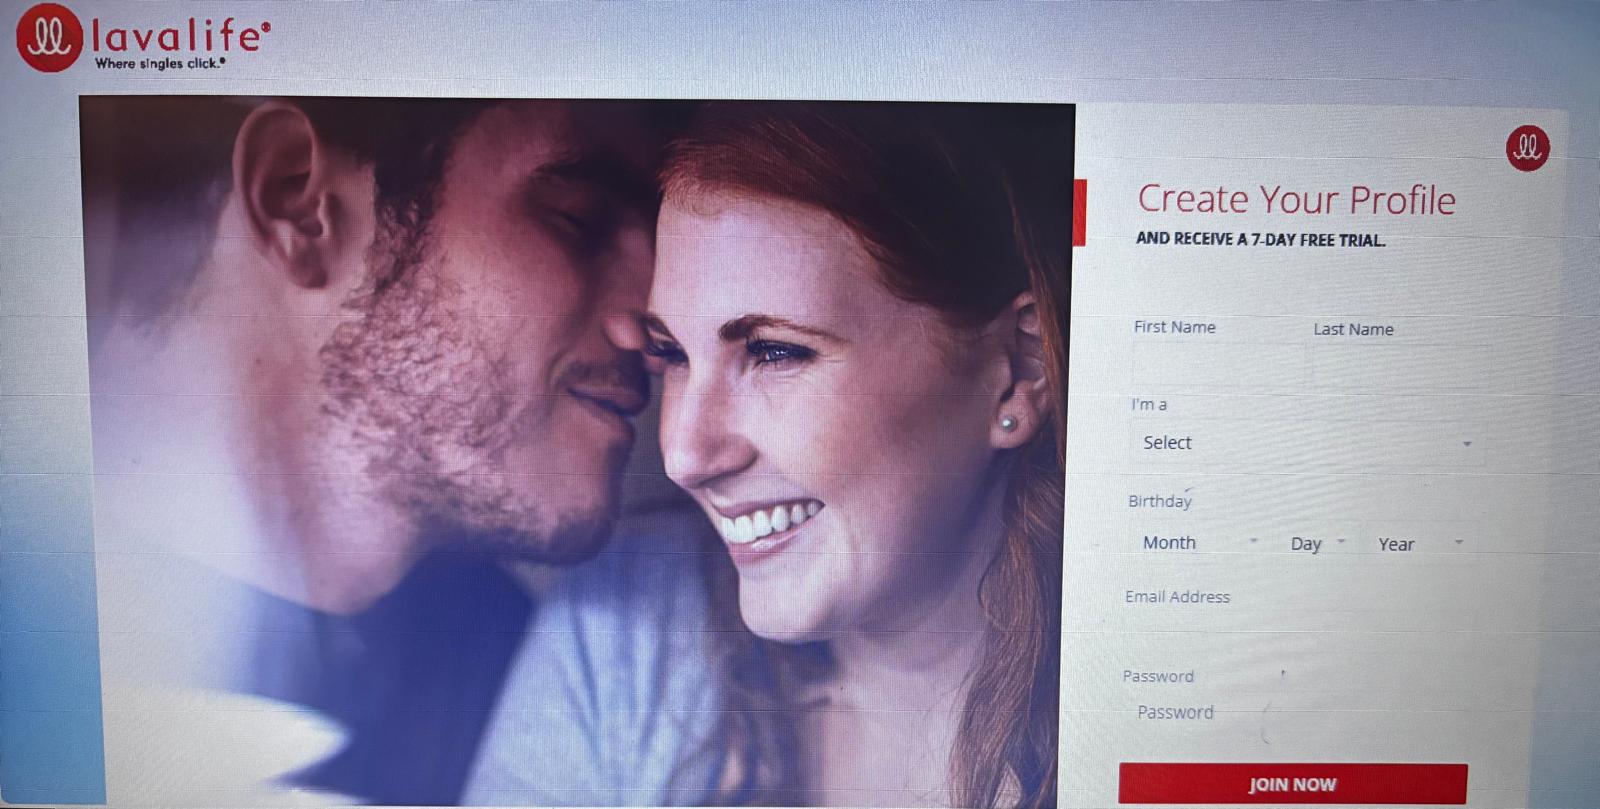 lavalife®
Where singles click.®
Create Your Profile
AND RECEIVE A 7-DAY FREE TRIAL.
First Name Last Name
I'm a
Select
Birthday
Month Day Year
Email Address
Password
Password
JOIN NOW